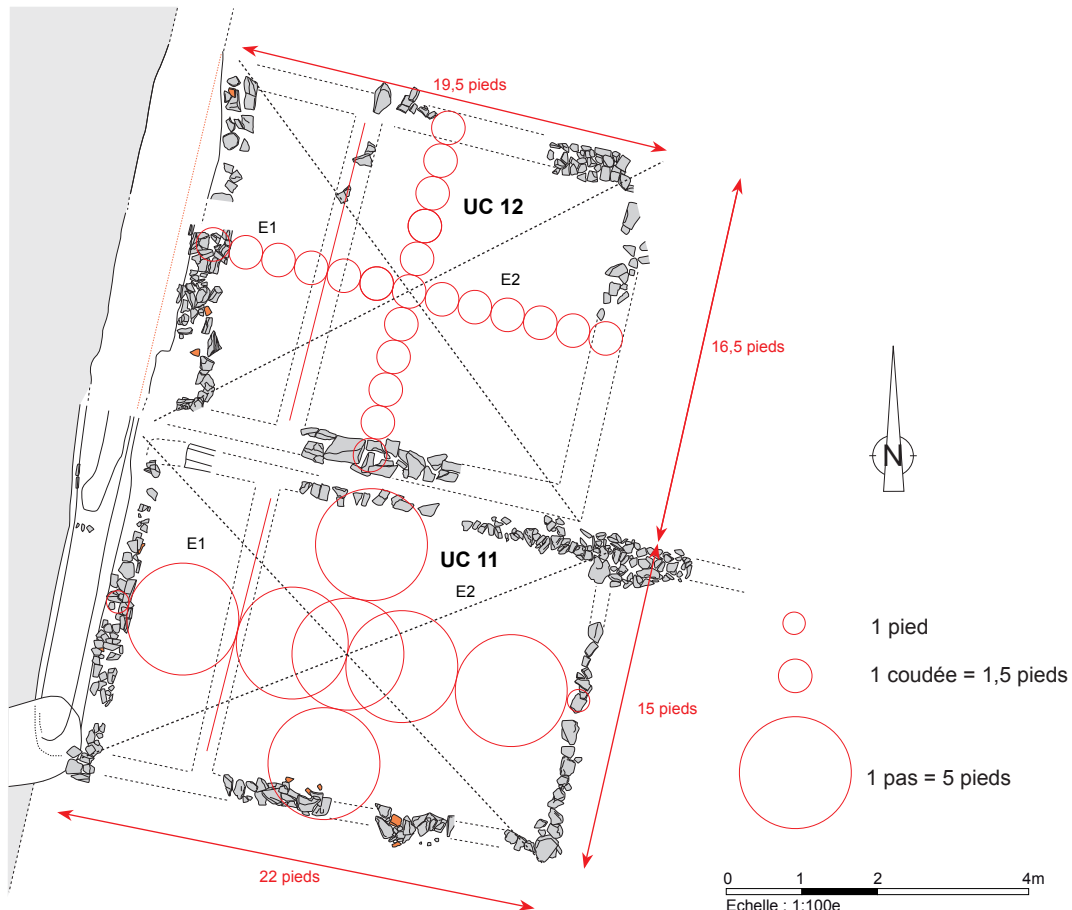 19,5 pieds
UC 12
E1
E2
16,5 pieds
N
E1
UC 11
E2
1 pied
1 coudée = 1,5 pieds
15 pieds
1 pas = 5 pieds
22 pieds
0 1 2 4m
Echelle : 1:100e